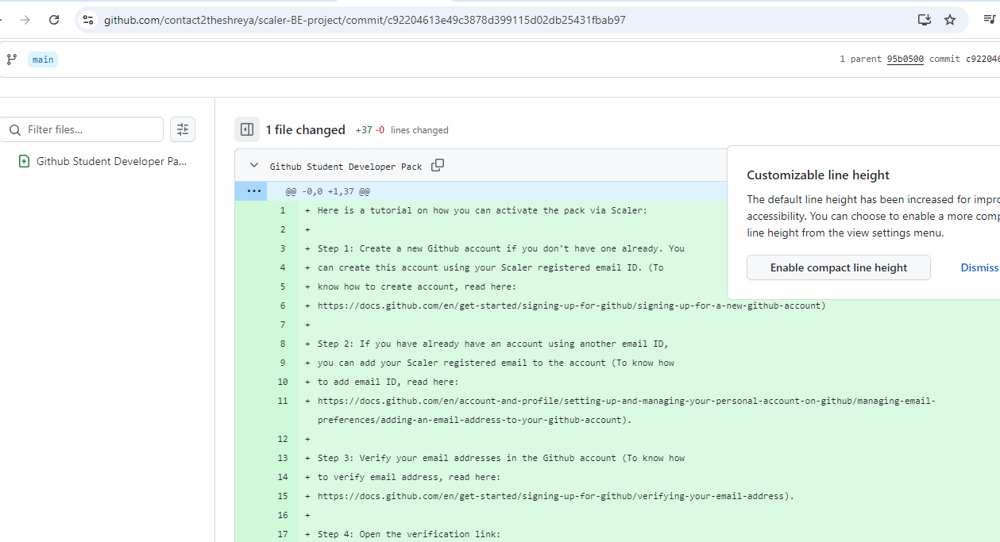 github.com/contact2theshreya/scaler-BE-project/commit/c92204613e49c3878d399115d02db25431fbab97
main
1 parent 95b0500 commit c92204
Filter files...
1 file changed +37 -0 lines changed
Github Student Developer Pa...
Github Student Developer Pack
@@ -0,0 +1,37 @@
1 + Here is a tutorial on how you can activate the pack via Scaler:
2 +
3 + Step 1: Create a new Github account if you don't have one already. You
4 + can create this account using your Scaler registered email ID. (To
5 + know how to create account, read here:
6 + https://docs.github.com/en/get-started/signing-up-for-github/signing-up-for-a-new-github-account)
7 +
8 + Step 2: If you have already have an account using another email ID,
9 + you can add your Scaler registered email to the account (To know how
10 + to add email ID, read here:
11 + https://docs.github.com/en/account-and-profile/setting-up-and-managing-your-personal-account-on-github/managing-email-
preferences/adding-an-email-address-to-your-github-account).
12 +
13 + Step 3: Verify your email addresses in the Github account (To know how
14 + to verify email address, read here:
15 + https://docs.github.com/en/get-started/signing-up-for-github/verifying-your-email-address).
16 +
17 + Step 4: Open the verification link:
Customizable line height
The default line height has been increased for impro
accessibility. You can choose to enable a more comp
line height from the view settings menu.
Enable compact line height
Dismiss